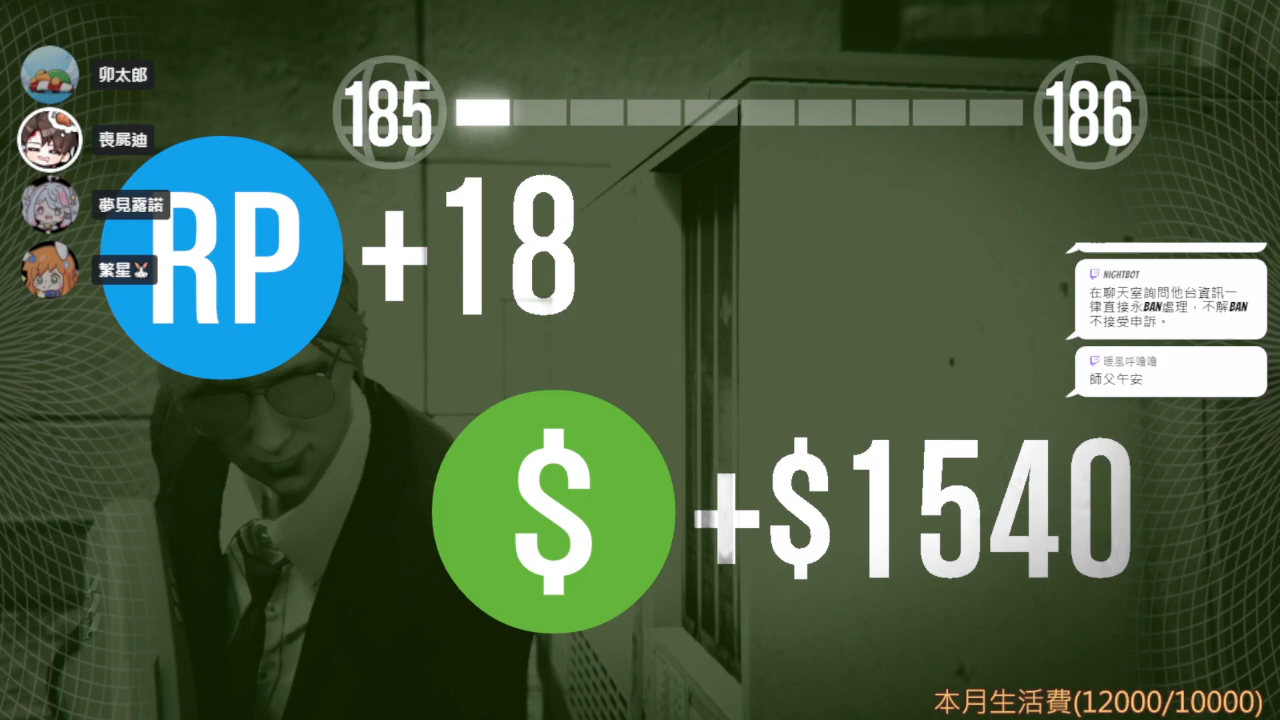 卯太郎
喪屍迪
夢見露諾
繁星
185
186
RP
+18
$
+$1540
NIGHTBOT
在聊天室詢問他台資訊一
律直接永BAN處理，不解BAN
不接受申訴。
暖風呼嚕嚕
師父午安
本月生活費(12000/10000)